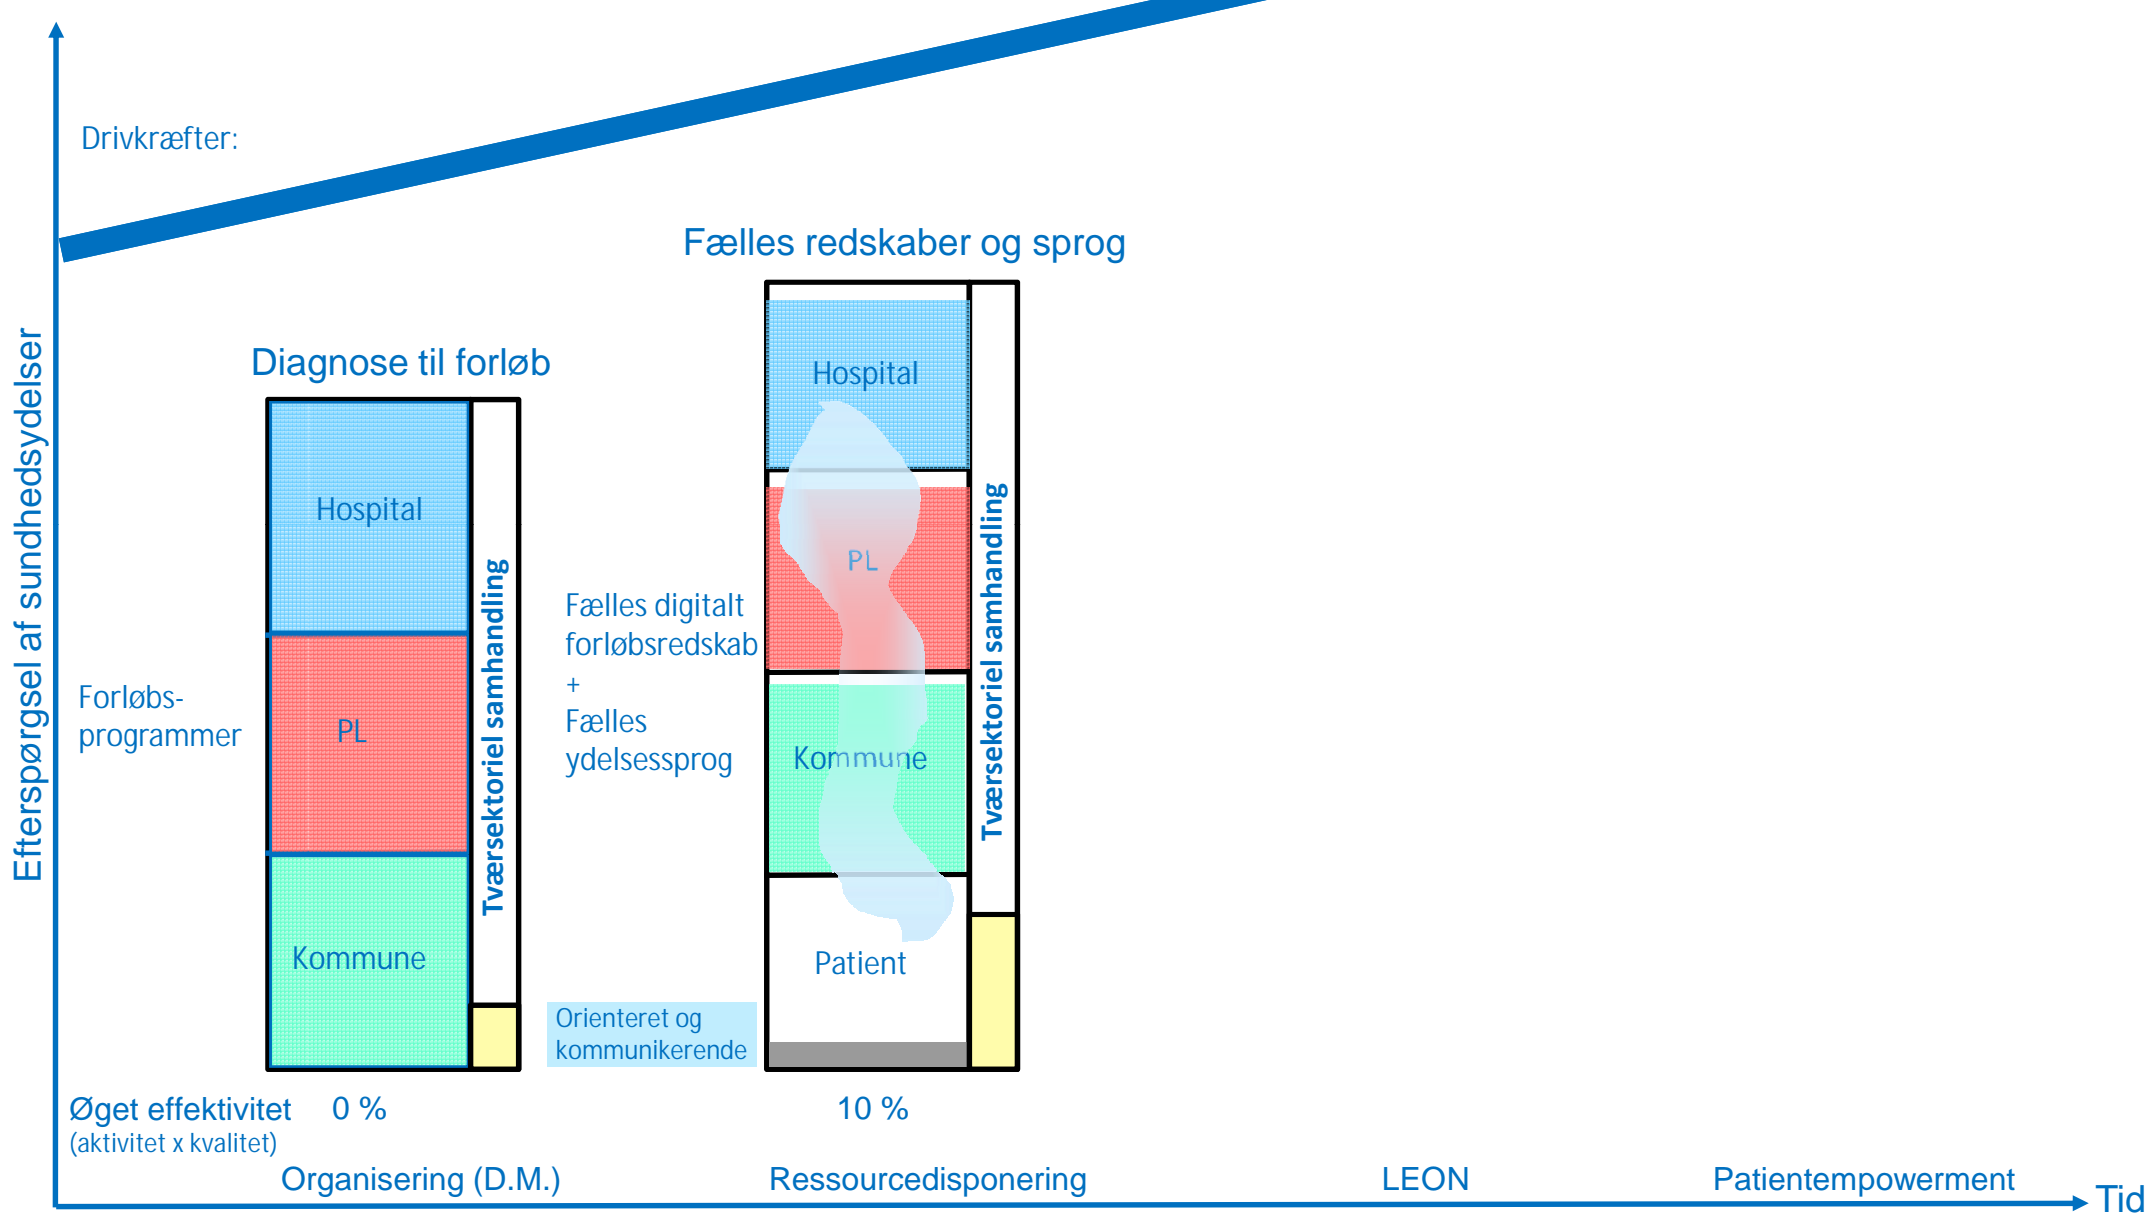 Drivkræfter:
Efterspørgsel af sundhedsydelser
Fælles redskaber og sprog
Diagnose til forløb
Forløbs-
programmer
Hospital
PL
Kommune
Tværsektoriel samhandling
Fælles digitalt
forløbsredskab
+
Fælles
ydelsessprog
Orienteret og
kommunikerende
Hospital
PL
Kommune
Patient
Tværsektoriel samhandling
Øget effektivitet 0 % 10 %
(aktivitet x kvalitet)
Organisering (D.M.) Ressourcedisponering LEON Patientempowerment
Tid